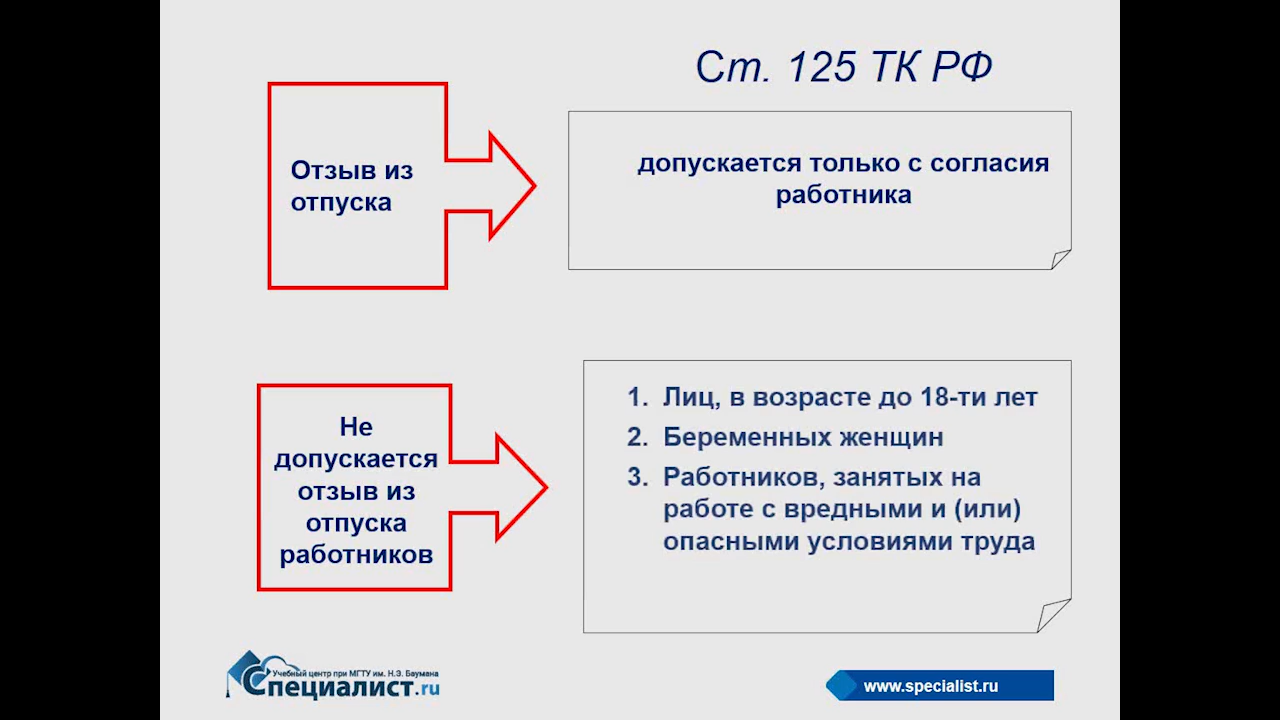 Ст. 125 ТК РФ
Отзыв из
отпуска
допускается только с согласия
работника
Не
допускается
отзыв из
отпуска
работников
1. Лиц, в возрасте до 18-ти лет
2. Беременных женщин
3. Работников, занятых на
работе с вредными и (или)
опасными условиями труда
Учебный центр при МГТУ им. Н.Э. Баумана
Специалист.ru
www.specialist.ru